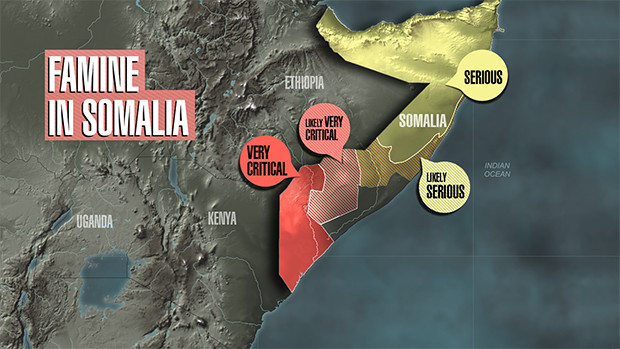 FAMINE
IN SOMALIA
ETHIOPIA
SERIOUS
SOMALIA
LIKELY VERY
CRITICAL
VERY
CRITICAL
INDIAN
OCEAN
LIKELY
SERIOUS
UGANDA
KENYA